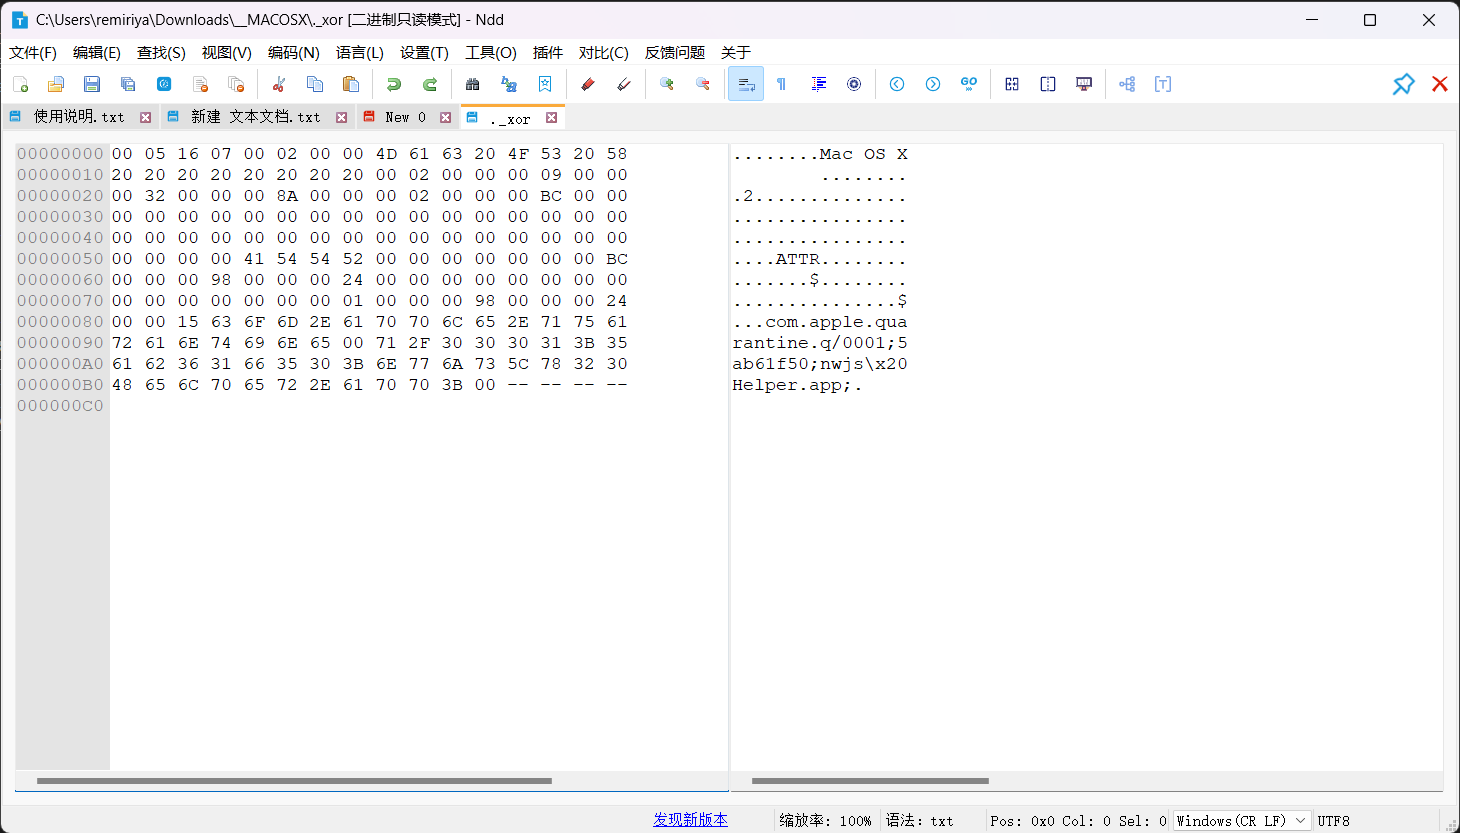 C:\Users\remiriya\Downloads\__MACOSX\._xor [二进制只读模式] - Ndd
文件(F) 编辑(E) 查找(S) 视图(V) 编码(N) 语言(L) 设置(T) 工具(O) 插件 对比(C) 反馈问题 关于
使用说明.txt 新建 文本文档.txt New 0 ._xor
00000000 00 05 16 07 00 02 00 00 4D 61 63 20 4F 53 20 58 ........Mac OS X
00000010 20 20 20 20 20 20 20 20 00 02 00 00 00 09 00 00 ........
00000020 00 32 00 00 00 8A 00 00 00 02 00 00 00 BC 00 00 .2..............
00000030 00 00 00 00 00 00 00 00 00 00 00 00 00 00 00 00 ................
00000040 00 00 00 00 00 00 00 00 00 00 00 00 00 00 00 00 ................
00000050 00 00 00 00 41 54 54 52 00 00 00 00 00 00 00 BC ....ATTR........
00000060 00 00 00 98 00 00 00 24 00 00 00 00 00 00 00 00 .......$........
00000070 00 00 00 00 00 00 00 01 00 00 00 98 00 00 00 24 ...............$
00000080 00 00 15 63 6F 6D 2E 61 70 70 6C 65 2E 71 75 61 ...com.apple.qua
00000090 72 61 6E 74 69 6E 65 00 71 2F 30 30 30 31 3B 35 rantine.q/0001;5
000000A0 61 62 36 31 66 35 30 3B 6E 77 6A 73 5C 78 32 30 ab61f50;nwjs\x20
000000B0 48 65 6C 70 65 72 2E 61 70 70 3B 00 -- -- -- -- Helper.app;.
000000C0
发现新版本 缩放率: 100% 语法: txt Pos: 0x0 Col: 0 Sel: 0 Windows(CR LF) UTF8